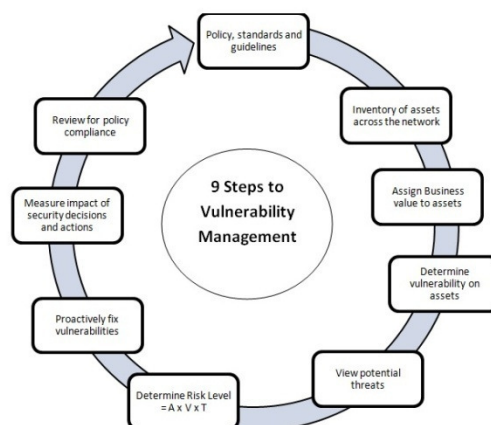 Policy, standards and
guidelines
Inventory of assets
across the network
Assign Business
value to assets
Determine vulnerability on
assets
View potential
threats
Determine Risk Level
= A x V x T
Proactively fix
vulnerabilities
Measure impact of
security decisions
and actions
Review for policy
compliance
9 Steps to
Vulnerability
Management